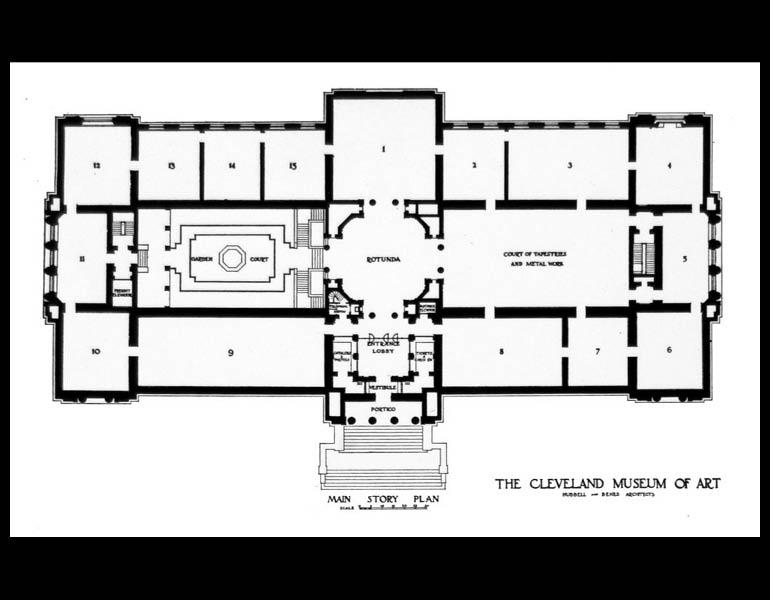 1
12
13
14
15
2
3
4
11
GARDEN COURT
ROTUNDA
COURT OF TAPESTRIES
AND METAL WORK
5
10
9
ENTRANCE
LOBBY
8
7
6
VESTIBULE
PORTICO
MAIN STORY PLAN
SCALE
THE CLEVELAND MUSEUM OF ART
HUBBELL AND BENES ARCHITECTS